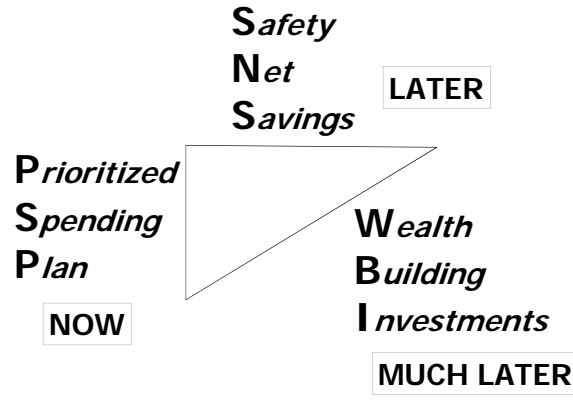 Safety
Net
Savings
LATER
Prioritized
Spending
Plan
NOW
Wealth
Building
Investments
MUCH LATER